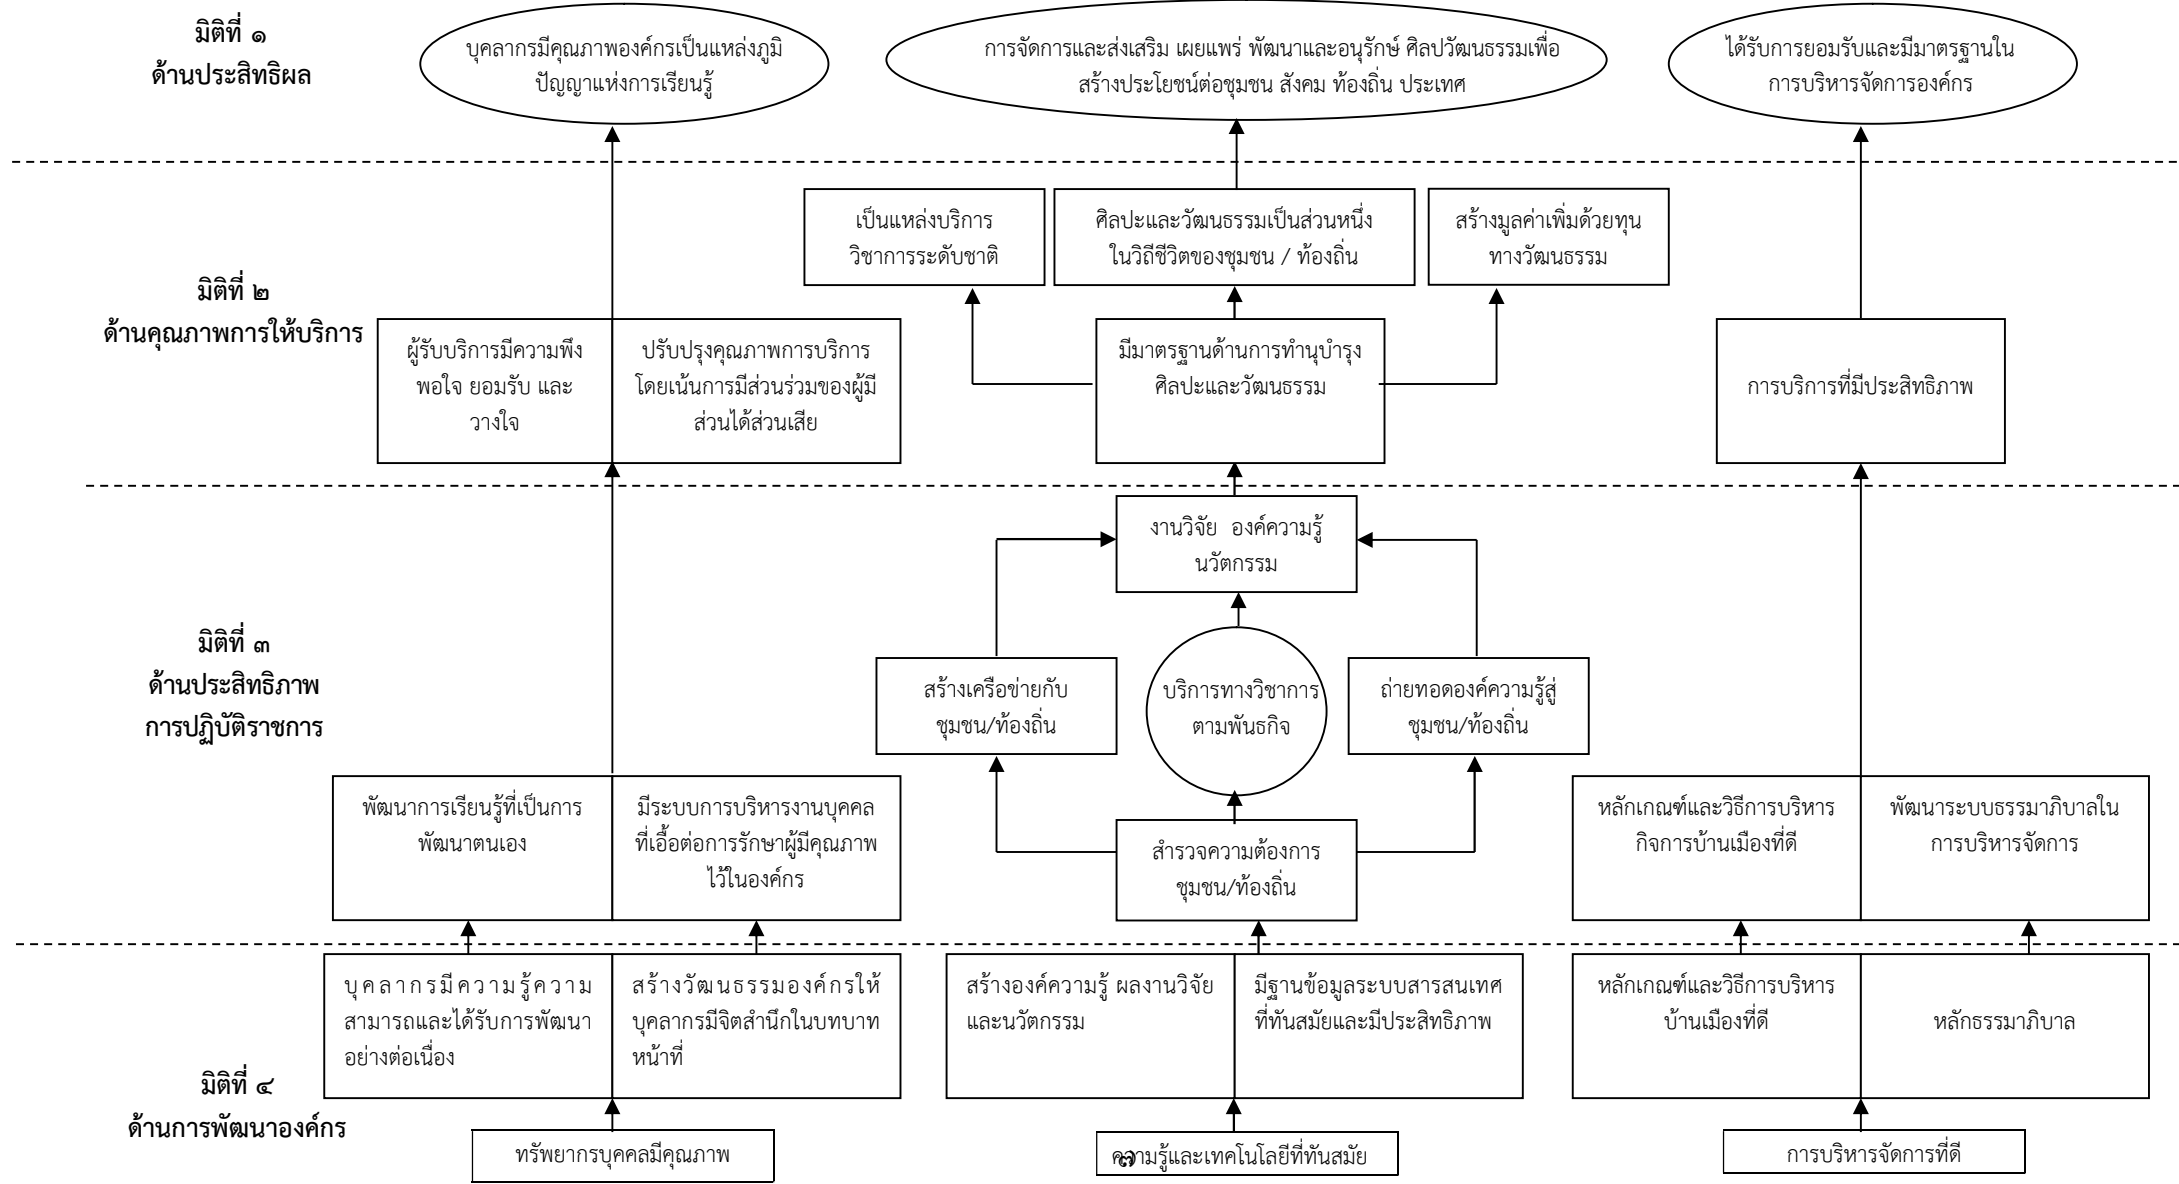 มิติที่ ๑
ด้านประสิทธิผล
บุคลากรมีคุณภาพองค์กรเป็นแหล่งภูมิ
ปัญญาแห่งการเรียนรู้
การจัดการและส่งเสริม เผยแพร่ พัฒนาและอนุรักษ์ ศิลปวัฒนธรรมเพื่อ
สร้างประโยชน์ต่อชุมชน สังคม ท้องถิ่น ประเทศ
ได้รับการยอมรับและมีมาตรฐานใน
การบริหารจัดการองค์กร
มิติที่ ๒
ด้านคุณภาพการให้บริการ
เป็นแหล่งบริการ
วิชาการระดับชาติ
ศิลปะและวัฒนธรรมเป็นส่วนหนึ่ง
ในวิถีชีวิตของชุมชน / ท้องถิ่น
สร้างมูลค่าเพิ่มด้วยทุน
ทางวัฒนธรรม
ผู้รับบริการมีความพึง
พอใจ ยอมรับ และ
วางใจ
ปรับปรุงคุณภาพการบริการ
โดยเน้นการมีส่วนร่วมของผู้มี
ส่วนได้ส่วนเสีย
มีมาตรฐานด้านการทำนุบำรุง
ศิลปะและวัฒนธรรม
การบริการที่มีประสิทธิภาพ
มิติที่ ๓
ด้านประสิทธิภาพ
การปฏิบัติราชการ
งานวิจัย องค์ความรู้
นวัตกรรม
สร้างเครือข่ายกับ
ชุมชน/ท้องถิ่น
บริการทางวิชาการ
ตามพันธกิจ
ถ่ายทอดองค์ความรู้สู่
ชุมชน/ท้องถิ่น
พัฒนาการเรียนรู้ที่เป็นการ
พัฒนาตนเอง
มีระบบการบริหารงานบุคคล
ที่เอื้อต่อการรักษาผู้มีคุณภาพ
ไว้ในองค์กร
สำรวจความต้องการ
ชุมชน/ท้องถิ่น
หลักเกณฑ์และวิธีการบริหาร
กิจการบ้านเมืองที่ดี
พัฒนาระบบธรรมาภิบาลใน
การบริหารจัดการ
มิติที่ ๔
ด้านการพัฒนาองค์กร
บุคลากรมีความรู้ความ
สามารถและได้รับการพัฒนา
อย่างต่อเนื่อง
สร้างวัฒนธรรมองค์กรให้
บุคลากรมีจิตสำนึกในบทบาท
หน้าที่
สร้างองค์ความรู้ ผลงานวิจัย
และนวัตกรรม
มีฐานข้อมูลระบบสารสนเทศ
ที่ทันสมัยและมีประสิทธิภาพ
หลักเกณฑ์และวิธีการบริหาร
บ้านเมืองที่ดี
หลักธรรมาภิบาล
ทรัพยากรบุคคลมีคุณภาพ
ความรู้และเทคโนโลยีที่ทันสมัย
๗
การบริหารจัดการที่ดี